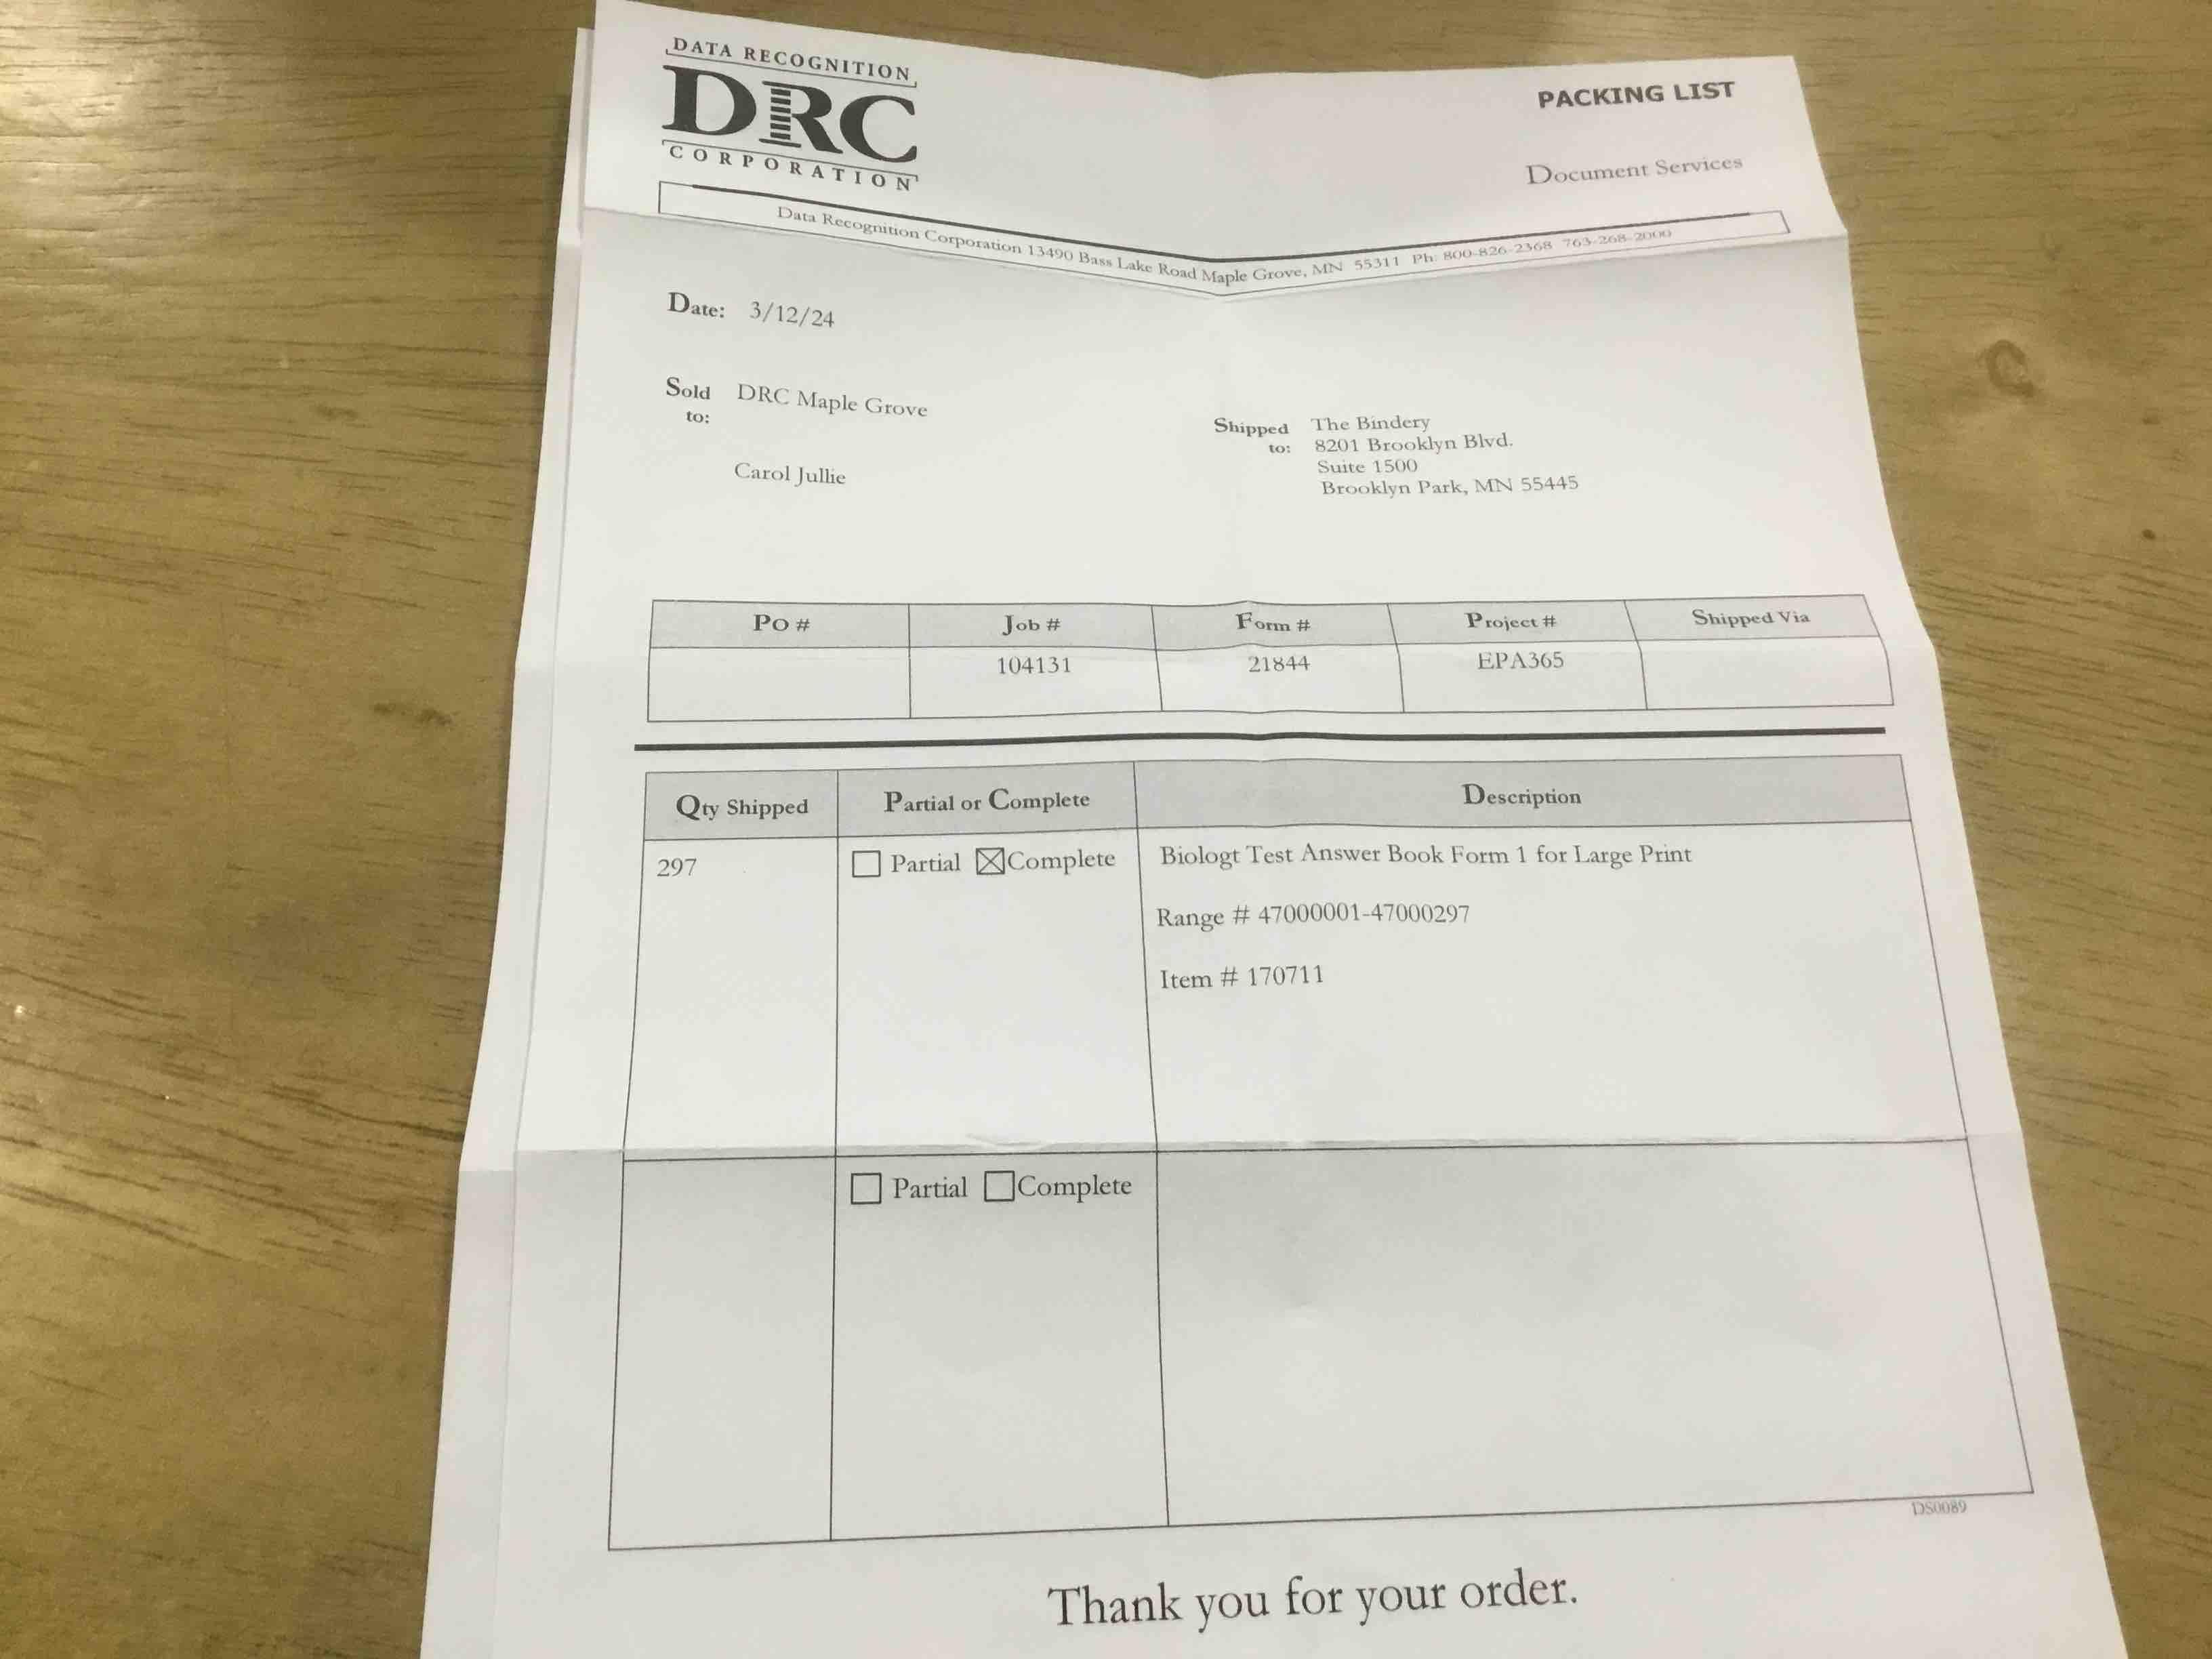 DATA RECOGNITION
DRC
CORPORATION
PACKING LIST
Document Services
Data Recognition Corporation 13490 Bass Lake Road Maple Grove, MN 55311 Ph: 800-826-2368 763-268-2000
Date: 3/12/24
Sold to: DRC Maple Grove
Carol Jullie
Shipped to: The Bindery
8201 Brooklyn Blvd.
Suite 1500
Brooklyn Park, MN 55445
PO # Job # Form # Project # Shipped Via
104131 21844 EPA365
Qty Shipped Partial or Complete Description
297 Partial Complete Biologt Test Answer Book Form 1 for Large Print
Range # 47000001-47000297
Item # 170711
Partial Complete
DS0089
Thank you for your order.